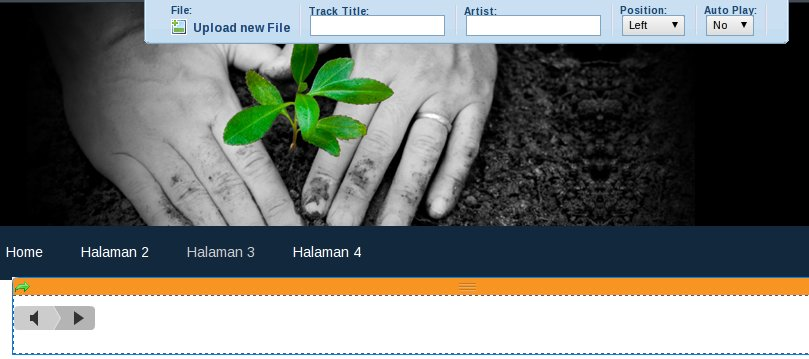 File: Track Title: Artist: Position: Auto Play:
Upload new File Left No
Home Halaman 2 Halaman 3 Halaman 4